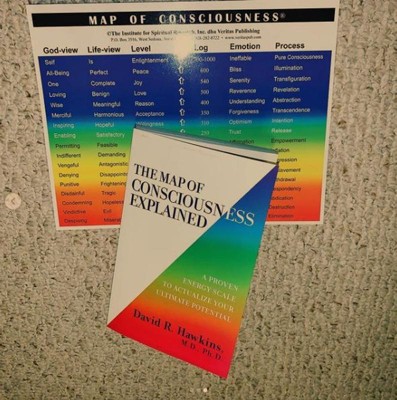 MAP OF CONSCIOUSNESS®
©The Institute for Spiritual Research, Inc. dba Veritas Publishing
God-view Life-view Level Log Emotion Process
Self Is Enlightenment 700-1000 Ineffable Pure Consciousness
All-Being Perfect Peace 600 Bliss Illumination
One Complete Joy 540 Serenity Transfiguration
Loving Benign Love 500 Reverence Revelation
Wise Meaningful Reason 400 Understanding Abstraction
Merciful Harmonious Acceptance 350 Forgiveness Transcendence
Inspiring Hopeful 310 Optimism Intention
Enabling Satisfactory 250 Trust Release
Permitting Feasible
Indifferent Demanding
Vengeful
Denying
Punitive Frightening
Disdainful Tragic
Condemning
Vindictive Evil
Despising
THE MAP OF
CONSCIOUSNESS
EXPLAINED
A PROVEN
ENERGY SCALE
TO ACTUALIZE YOUR
ULTIMATE POTENTIAL
David R. Hawkins,
M.D., Ph.D